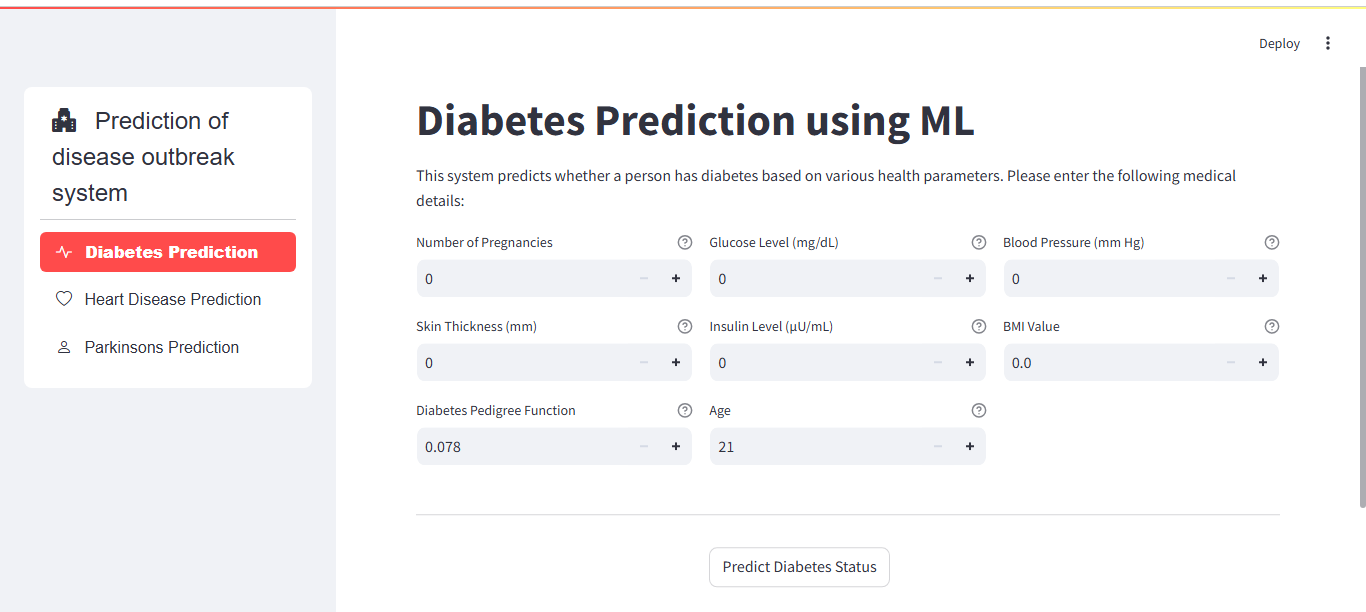 Deploy
Prediction of
disease outbreak
system
Diabetes Prediction
Heart Disease Prediction
Parkinsons Prediction
Diabetes Prediction using ML
This system predicts whether a person has diabetes based on various health parameters. Please enter the following medical
details:
Number of Pregnancies
0
Glucose Level (mg/dL)
0
Blood Pressure (mm Hg)
0
Skin Thickness (mm)
0
Insulin Level (μU/mL)
0
BMI Value
0.0
Diabetes Pedigree Function
0.078
Age
21
Predict Diabetes Status